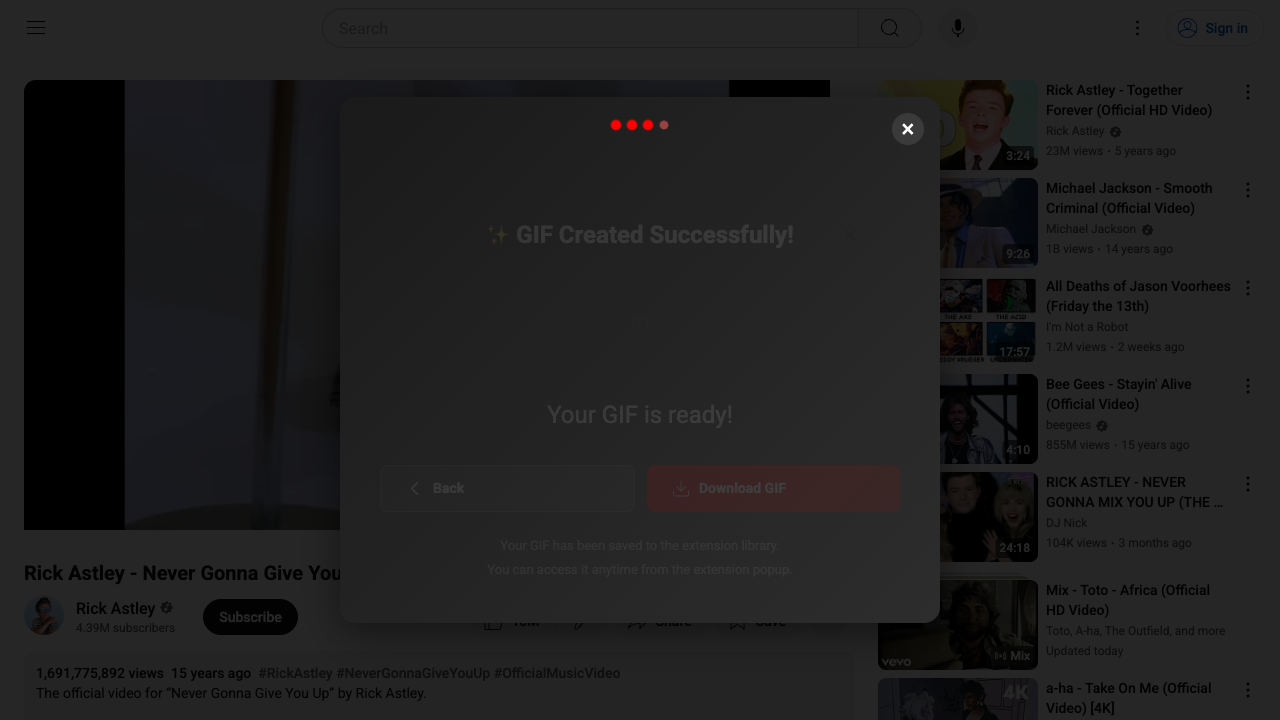 Search
Sign in
✨ GIF Created Successfully!
Your GIF is ready!
Back
Download GIF
Your GIF has been saved to the extension library.
You can access it anytime from the extension popup.
Rick Astley - Never Gonna Give You
Rick Astley
4.39M subscribers
Subscribe
Share
Save
1,691,775,892 views 15 years ago #RickAstley #NeverGonnaGiveYouUp #OfficialMusicVideo
The official video for “Never Gonna Give You Up” by Rick Astley.
3:24
Rick Astley - Together
Forever (Official HD Video)
Rick Astley
23M views • 5 years ago
9:26
Michael Jackson - Smooth
Criminal (Official Video)
Michael Jackson
1B views • 14 years ago
THE AXE
THE ACID
17:57
All Deaths of Jason Voorhees
(Friday the 13th)
I'm Not a Robot
1.2M views • 2 weeks ago
4:10
Bee Gees - Stayin' Alive
(Official Video)
beegees
855M views • 15 years ago
24:18
RICK ASTLEY - NEVER
GONNA MIX YOU UP (THE ...
DJ Nick
104K views • 3 months ago
vevo
Mix
Mix - Toto - Africa (Official
HD Video)
Toto, A-ha, The Outfield, and more
Updated today
4K
a-ha - Take On Me (Official
Video) [4K]